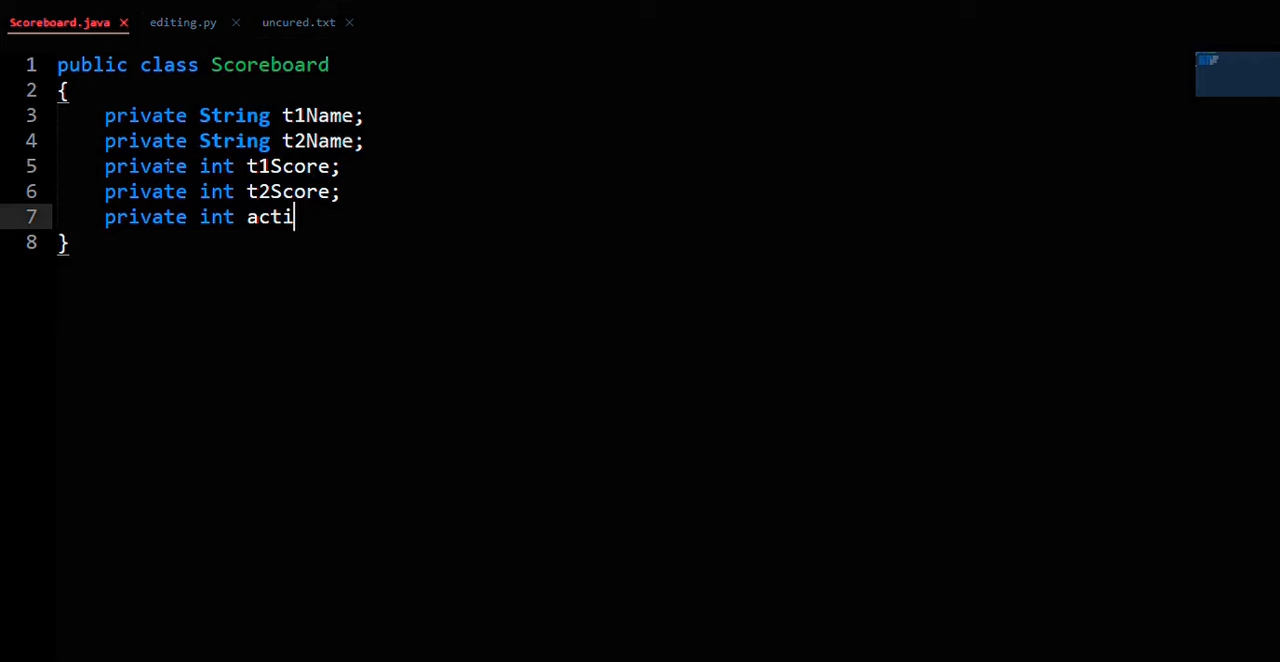 Scoreboard.java × editing.py × uncured.txt ×
1 public class Scoreboard
2 {
3 private String t1Name;
4 private String t2Name;
5 private int t1Score;
6 private int t2Score;
7 private int acti
8 }